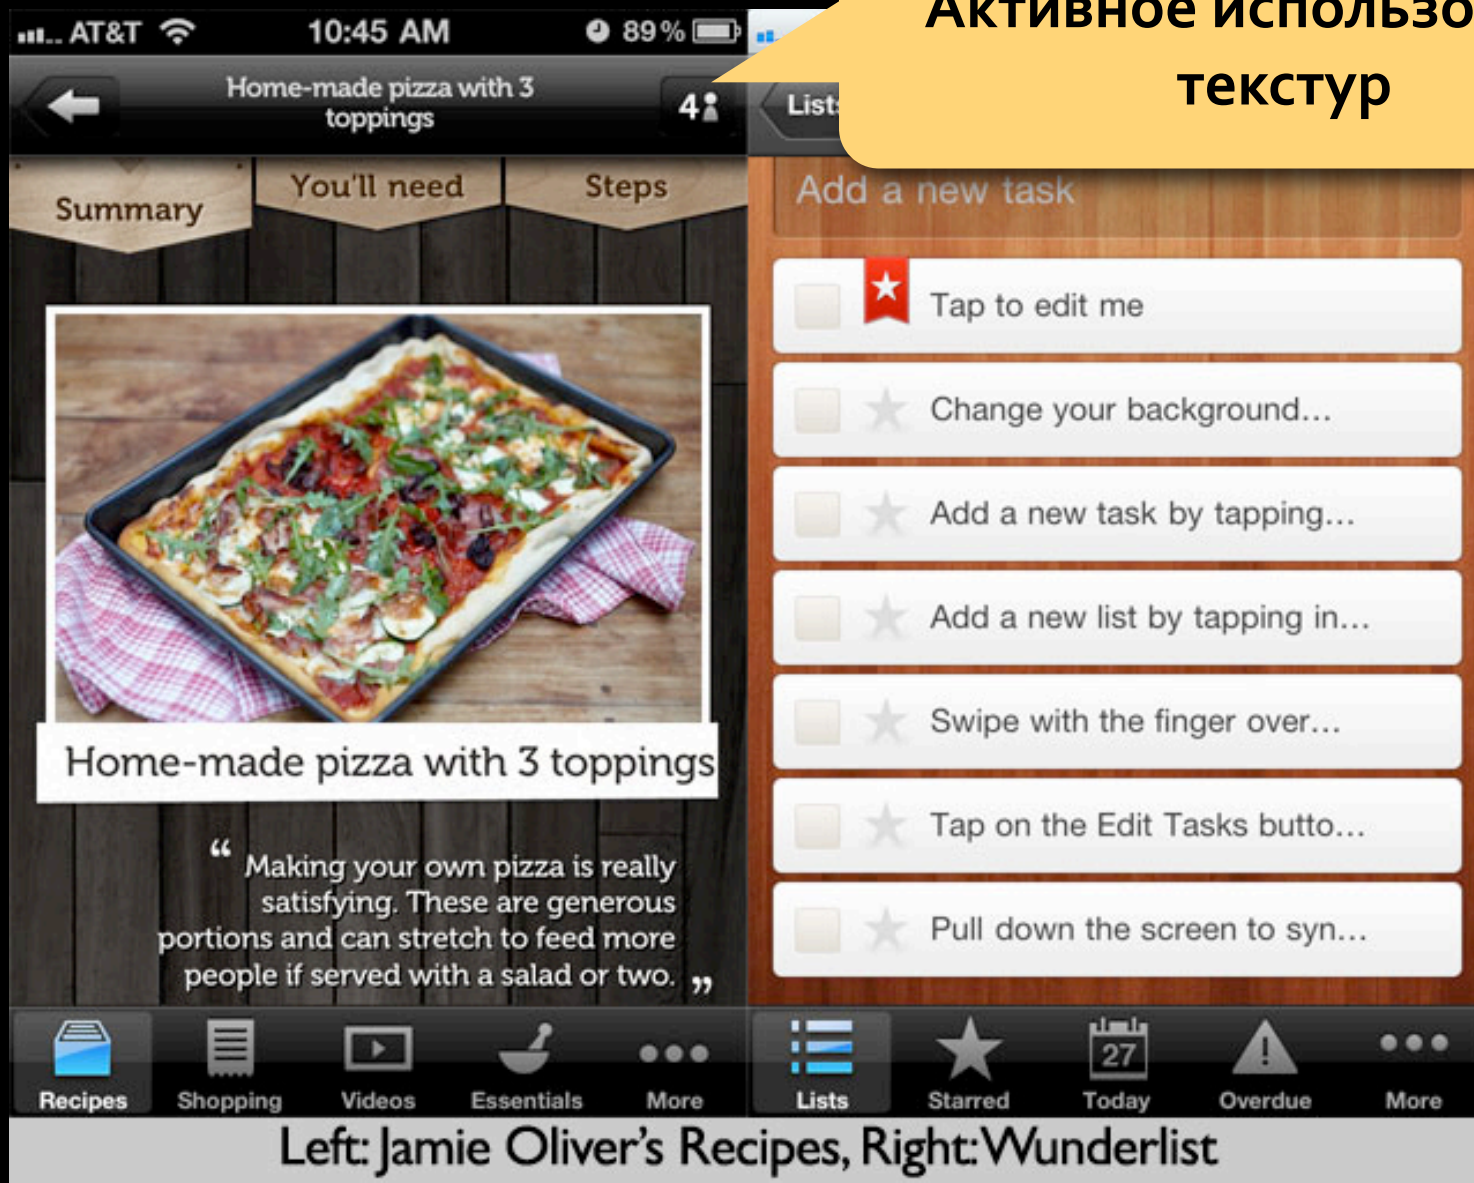 Активное использо
текстур
AT&T 10:45 AM 89%
Home-made pizza with 3
toppings
4
Summary
You'll need
Steps
Home-made pizza with 3 toppings
“ Making your own pizza is really
satisfying. These are generous
portions and can stretch to feed more
people if served with a salad or two. ”
Recipes
Shopping
Videos
Essentials
More
Lists
Add a new task
Tap to edit me
Change your background...
Add a new task by tapping...
Add a new list by tapping in...
Swipe with the finger over...
Tap on the Edit Tasks butto...
Pull down the screen to syn...
27
Lists
Starred
Today
Overdue
More
Left: Jamie Oliver's Recipes, Right: Wunderlist